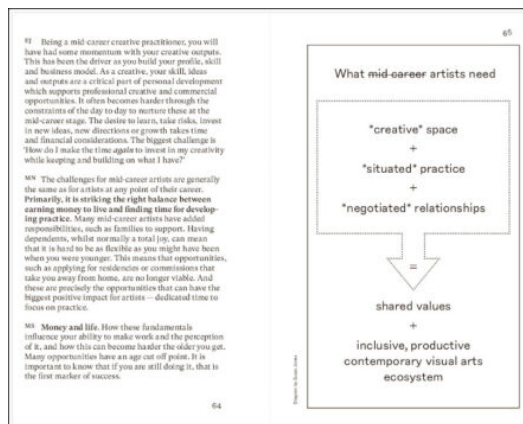 Being a mid-career creative practitioner, you will
have had some momentum with your creative outputs.
This has been the driver as you build your profile, skill
and business model. As a creative, your skill, ideas
and outputs are a critical part of personal development
which supports professional creative and commercial
opportunities. It often becomes harder through the
constraints of the day to day to nurture these at the
mid-career stage. The desire to learn, take risks, invest
in new ideas, new directions or growth takes time
and financial considerations. The biggest challenge is
'How do I make the time again to invest in my creativity
while keeping and building on what I have?'
MN The challenges for mid-career artists are generally
the same as for artists at any point of their career.
Primarily, it is striking the right balance between
earning money to live and finding time for develop-
ing practice. Many mid-career artists have added
responsibilities, such as families to support. Having
dependents, whilst normally a total joy, can mean
that it is hard to be as flexible as you might have been
when you were younger. This means that opportunities,
such as applying for residencies or commissions that
take you away from home, are no longer viable. And
these are precisely the opportunities that can have the
biggest positive impact for artists — dedicated time to
focus on practice.
MS Money and life. How these fundamentals
influence your ability to make work and the perception
of it, and how this can become harder the older you get.
Many opportunities have an age cut off point. It is
important to know that if you are still doing it, that is
the first marker of success.
64
65
What mid career artists need
*creative* space
+
*situated* practice
+
*negotiated* relationships
=
shared values
+
inclusive, productive
contemporary visual arts
ecosystem